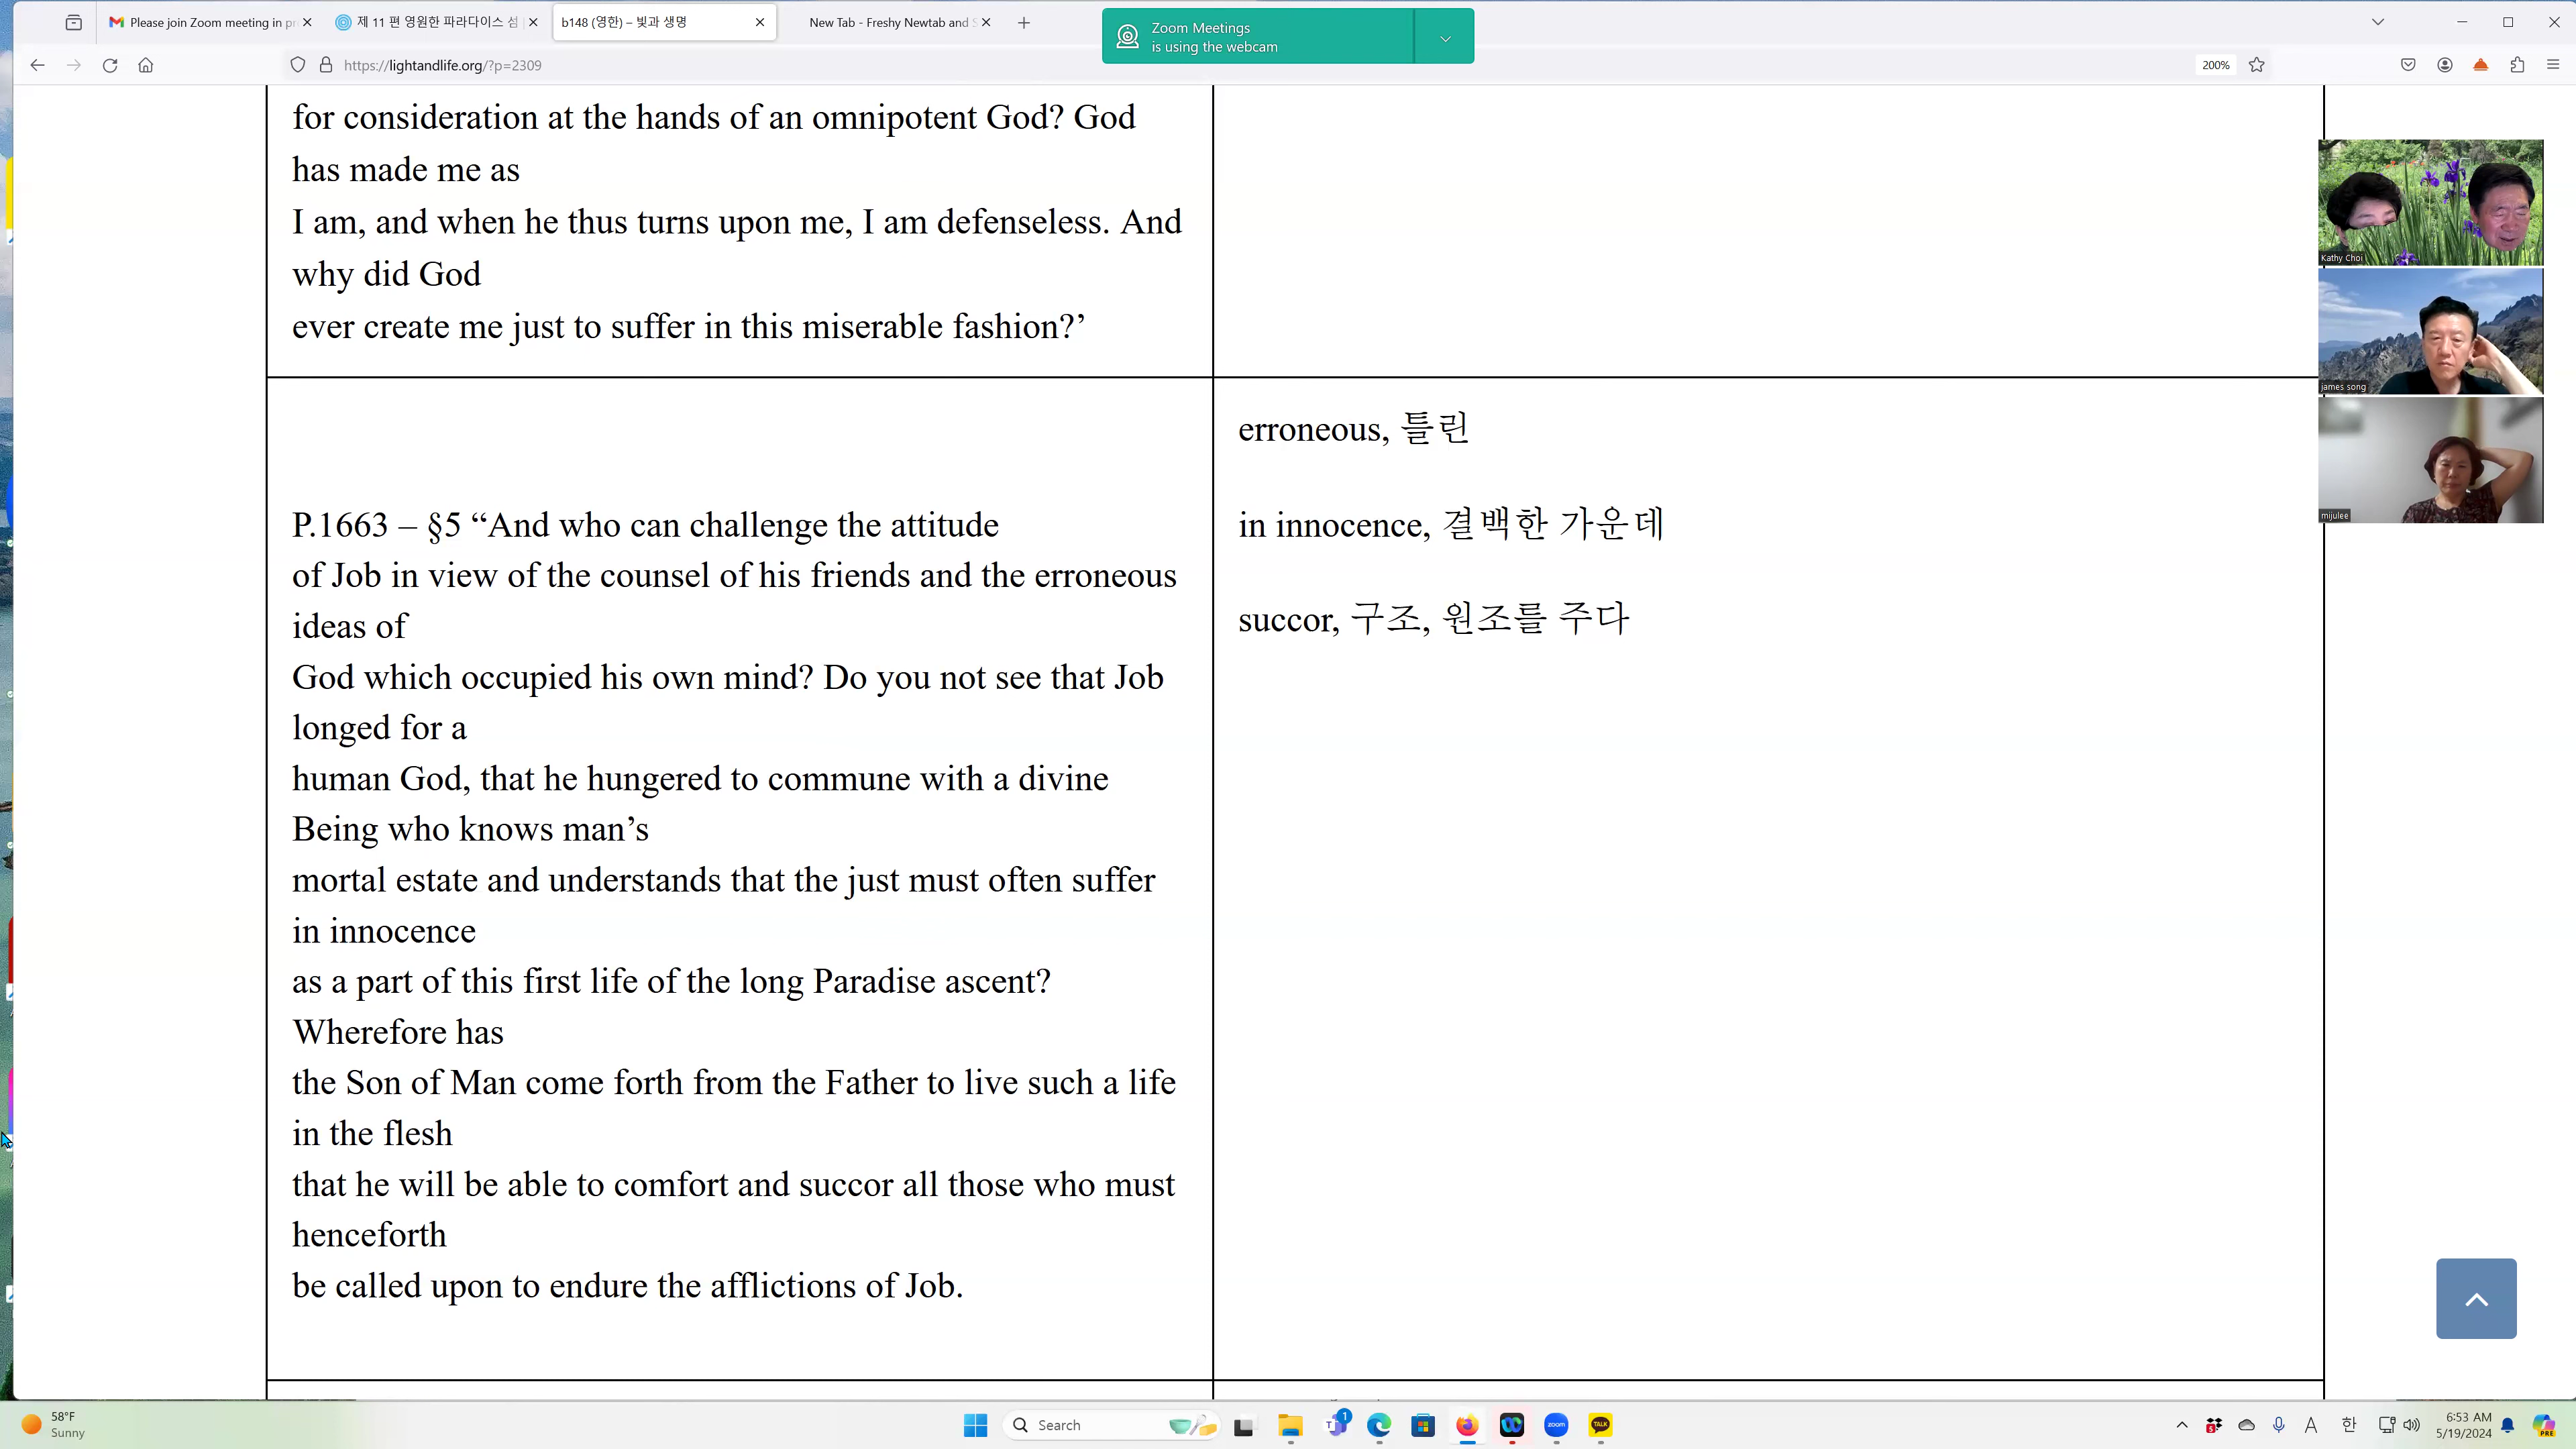 Please join Zoom meeting in pr
제 11 편 영원한 파라다이스 섬
b148 (영한) – 빛과 생명
New Tab - Freshy Newtab and S
Zoom Meetings
is using the webcam
https://lightandlife.org/?p=2309
200%
for consideration at the hands of an omnipotent God? God
has made me as
I am, and when he thus turns upon me, I am defenseless. And
why did God
ever create me just to suffer in this miserable fashion?’
P.1663 – §5 “And who can challenge the attitude
of Job in view of the counsel of his friends and the erroneous
ideas of
God which occupied his own mind? Do you not see that Job
longed for a
human God, that he hungered to commune with a divine
Being who knows man’s
mortal estate and understands that the just must often suffer
in innocence
as a part of this first life of the long Paradise ascent?
Wherefore has
the Son of Man come forth from the Father to live such a life
in the flesh
that he will be able to comfort and succor all those who must
henceforth
be called upon to endure the afflictions of Job.
erroneous, 틀린
in innocence, 결백한 가운데
succor, 구조, 원조를 주다
Kathy Choi
james song
mijulee
58°F
Sunny
Search
1
zoom
TALK
A
한
6:53 AM
5/19/2024
PRE